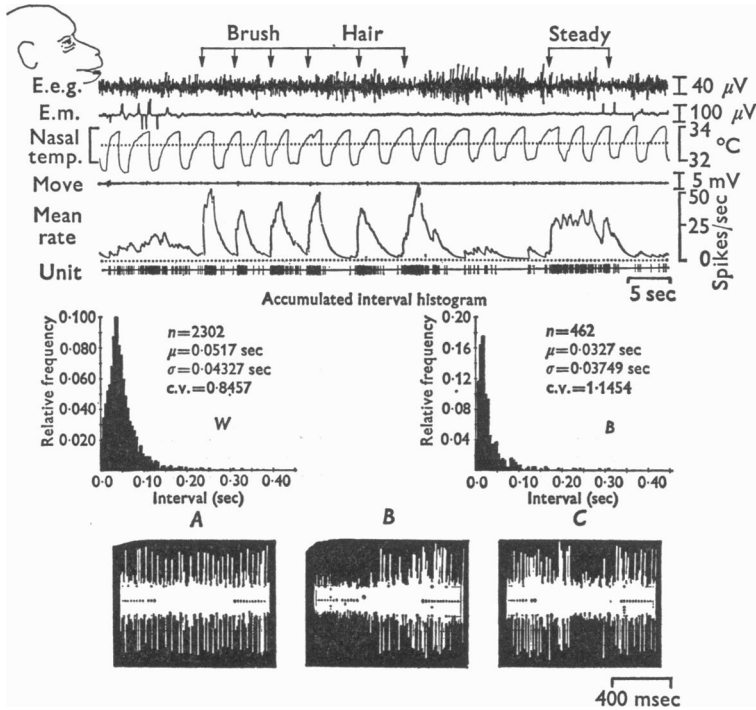 Brush Hair Steady
E.e.g. 40 μV
E.m. 100 μV
Nasal temp. 34 °C 32
Move 5 mV
Mean rate 50 25 0 Spikes/sec
Unit
5 sec
Accumulated interval histogram
Relative frequency
0·100
0·080
0·060
0·040
0·020
n=2302
μ=0·0517 sec
σ=0·04327 sec
c.v.=0·8457
W
0·0 0·10 0·20 0·30 0·40
Interval (sec)
Relative frequency
0·20
0·16
0·12
0·08
0·04
n=462
μ=0·0327 sec
σ=0·03749 sec
c.v.=1·1454
B
0·0 0·10 0·20 0·30 0·40
Interval (sec)
A B C
400 msec